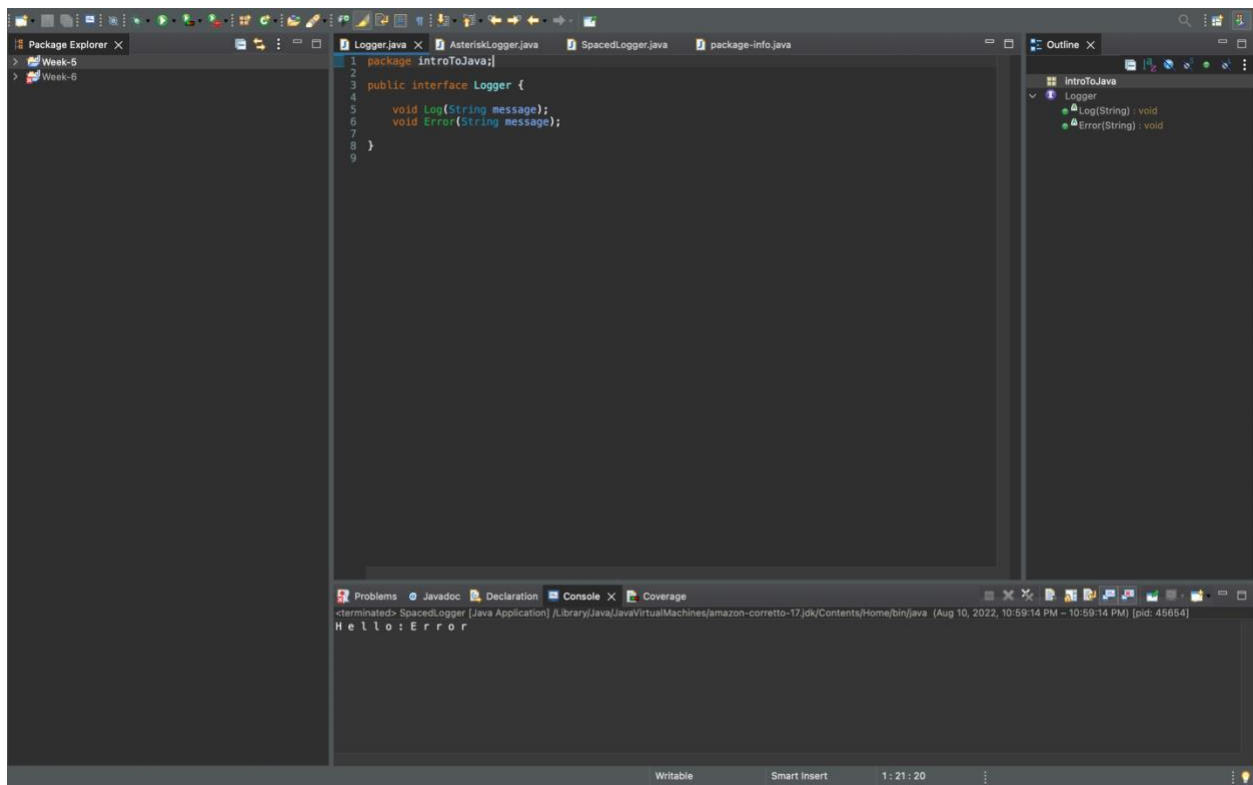 Package Explorer
Week-5
Week-6
Logger.java
AsteriskLogger.java
SpacedLogger.java
package-info.java
1 package introToJava;
2
3 public interface Logger {
4
5 void Log(String message);
6 void Error(String message);
7
8 }
9
Outline
introToJava
Logger
Log(String) : void
Error(String) : void
Problems
Javadoc
Declaration
Console
Coverage
<terminated> SpacedLogger [Java Application] /Library/Java/JavaVirtualMachines/amazon-corretto-17.jdk/Contents/Home/bin/java (Aug 10, 2022, 10:59:14 PM – 10:59:14 PM) [pid: 45654]
H e l l o : E r r o r
Writable
Smart Insert
1 : 21 : 20